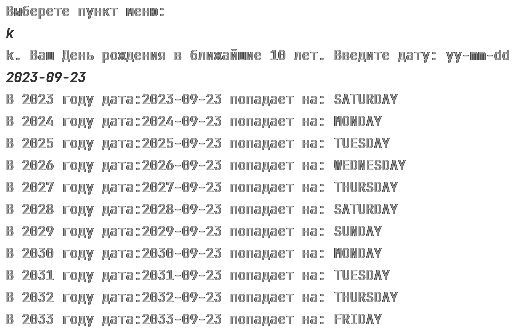 Выберете пункт меню:
k
k. Ваш День рождения в ближайшие 10 лет. Введите дату: yy-mm-dd
2023-09-23
В 2023 году дата:2023-09-23 попадает на: SATURDAY
В 2024 году дата:2024-09-23 попадает на: MONDAY
В 2025 году дата:2025-09-23 попадает на: TUESDAY
В 2026 году дата:2026-09-23 попадает на: WEDNESDAY
В 2027 году дата:2027-09-23 попадает на: THURSDAY
В 2028 году дата:2028-09-23 попадает на: SATURDAY
В 2029 году дата:2029-09-23 попадает на: SUNDAY
В 2030 году дата:2030-09-23 попадает на: MONDAY
В 2031 году дата:2031-09-23 попадает на: TUESDAY
В 2032 году дата:2032-09-23 попадает на: THURSDAY
В 2033 году дата:2033-09-23 попадает на: FRIDAY